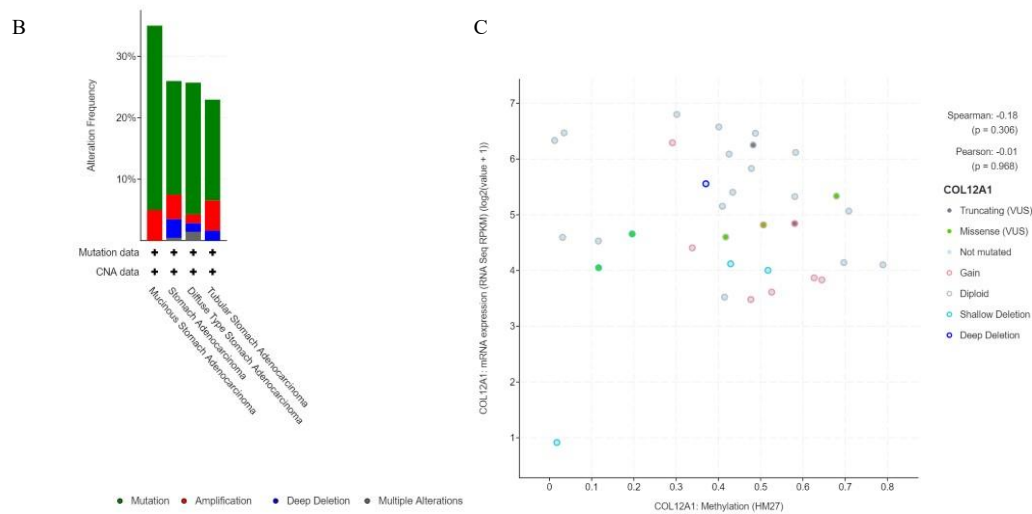 B
C
Alteration Frequency
30%
20%
10%
Mutation data
CNA data
Mucinous Stomach Adenocarcinoma
Stomach Adenocarcinoma
Diffuse Type Stomach Adenocarcinoma
Tubular Stomach Adenocarcinoma
Mutation
Amplification
Deep Deletion
Multiple Alterations
COL12A1: mRNA expression (RNA Seq RPKM) (log2(value + 1))
7
6
5
4
3
2
1
0
0.1
0.2
0.3
0.4
0.5
0.6
0.7
0.8
COL12A1: Methylation (HM27)
Spearman: -0.18
(p = 0.306)
Pearson: -0.01
(p = 0.968)
COL12A1
Truncating (VUS)
Missense (VUS)
Not mutated
Gain
Diploid
Shallow Deletion
Deep Deletion